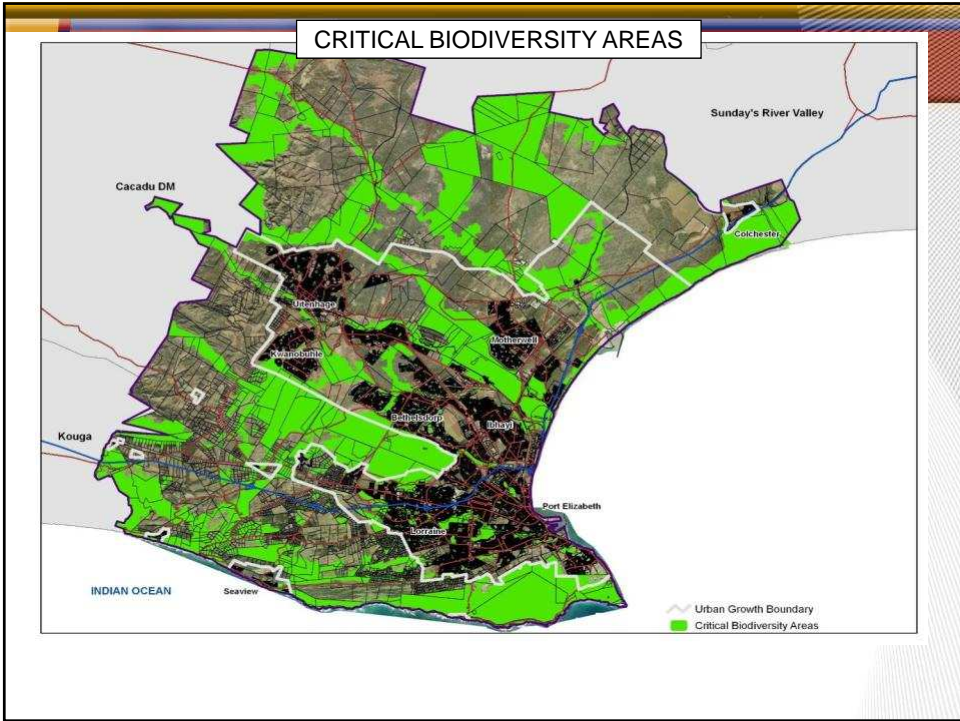 CRITICAL BIODIVERSITY AREAS
Sunday's River Valley
Cacadu DM
Colchester
Uitenhage
Motherwell
Kwanobuhle
Bethelsdorp
Ibhayi
Kouga
Port Elizabeth
Lorraine
INDIAN OCEAN
Seaview
Urban Growth Boundary
Critical Biodiversity Areas